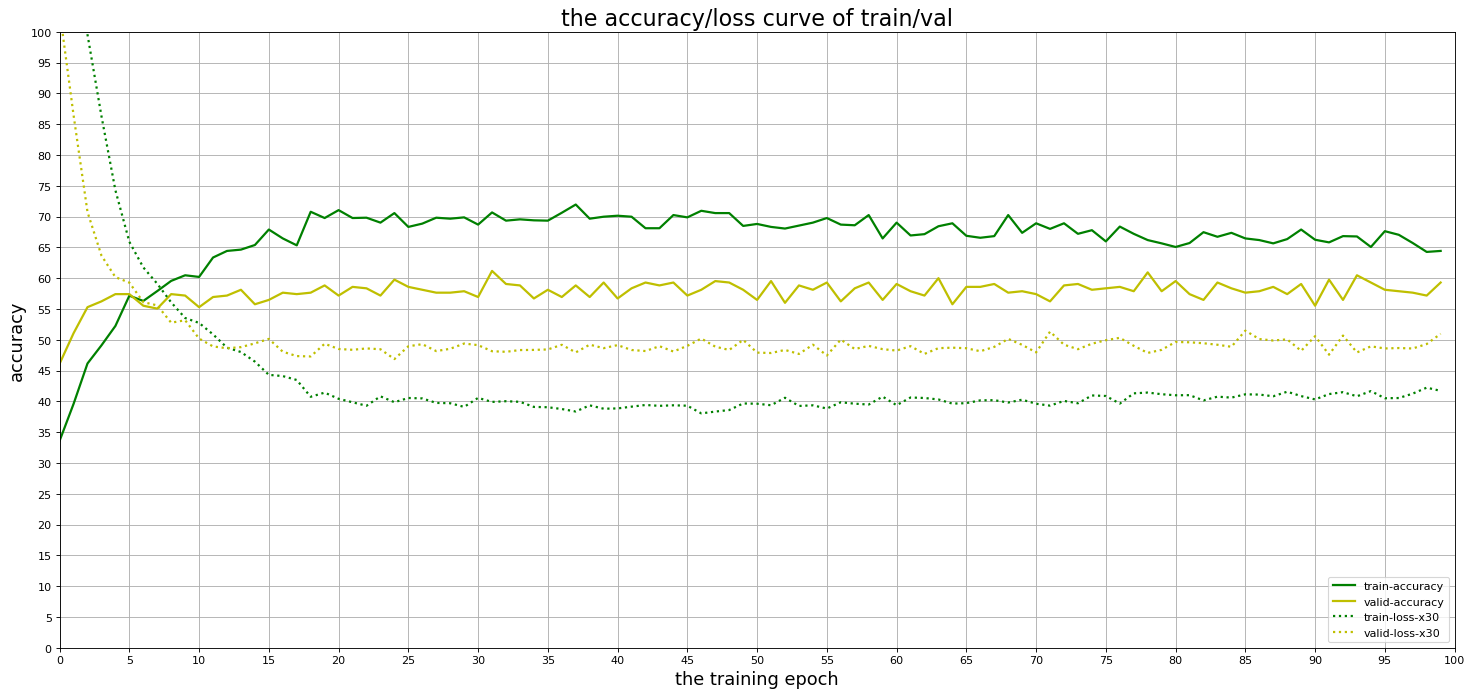 the accuracy/loss curve of train/val
100
95
90
85
80
75
70
65
60
55
50
45
40
35
30
25
20
15
10
5
0
accuracy
train-accuracy
valid-accuracy
train-loss-x30
valid-loss-x30
0 5 10 15 20 25 30 35 40 45 50 55 60 65 70 75 80 85 90 95 100
the training epoch